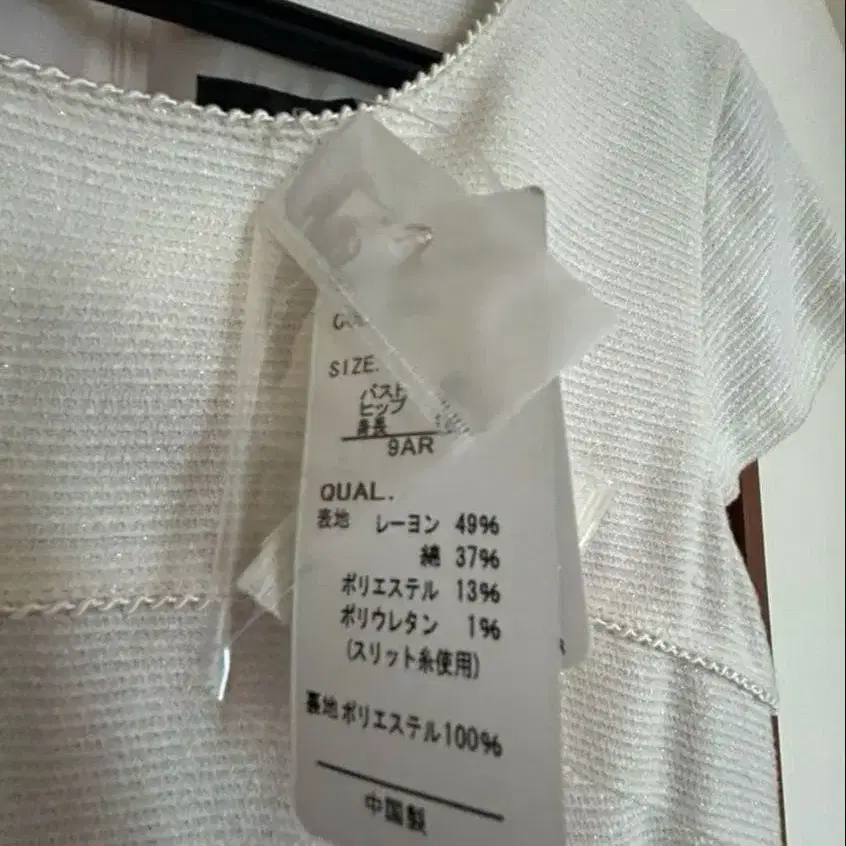 SIZE.
バスト
ヒップ
身長
9AR
QUAL.
表地 レーヨン 49%
綿 37%
ポリエステル 13%
ポリウレタン 1%
(スリット糸使用)
裏地 ポリエステル100%
中国製